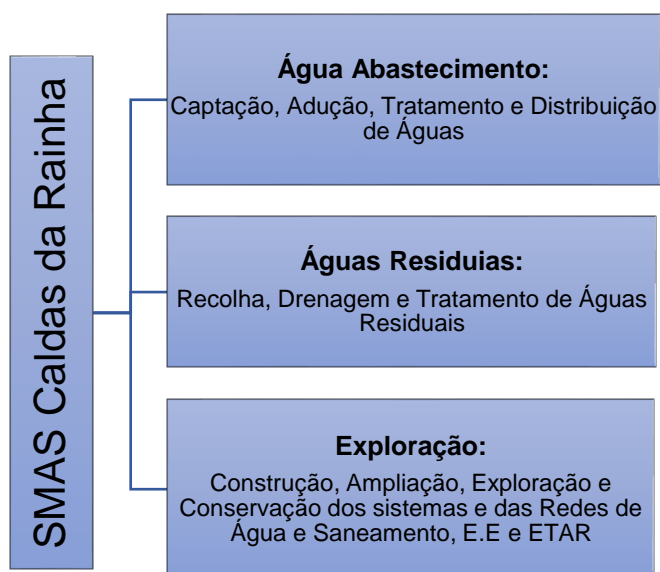 SMAS Caldas da Rainha
Água Abastecimento:
Captação, Adução, Tratamento e Distribuição
de Águas
Águas Residuias:
Recolha, Drenagem e Tratamento de Águas
Residuais
Exploração:
Construção, Ampliação, Exploração e
Conservação dos sistemas e das Redes de
Água e Saneamento, E.E e ETAR